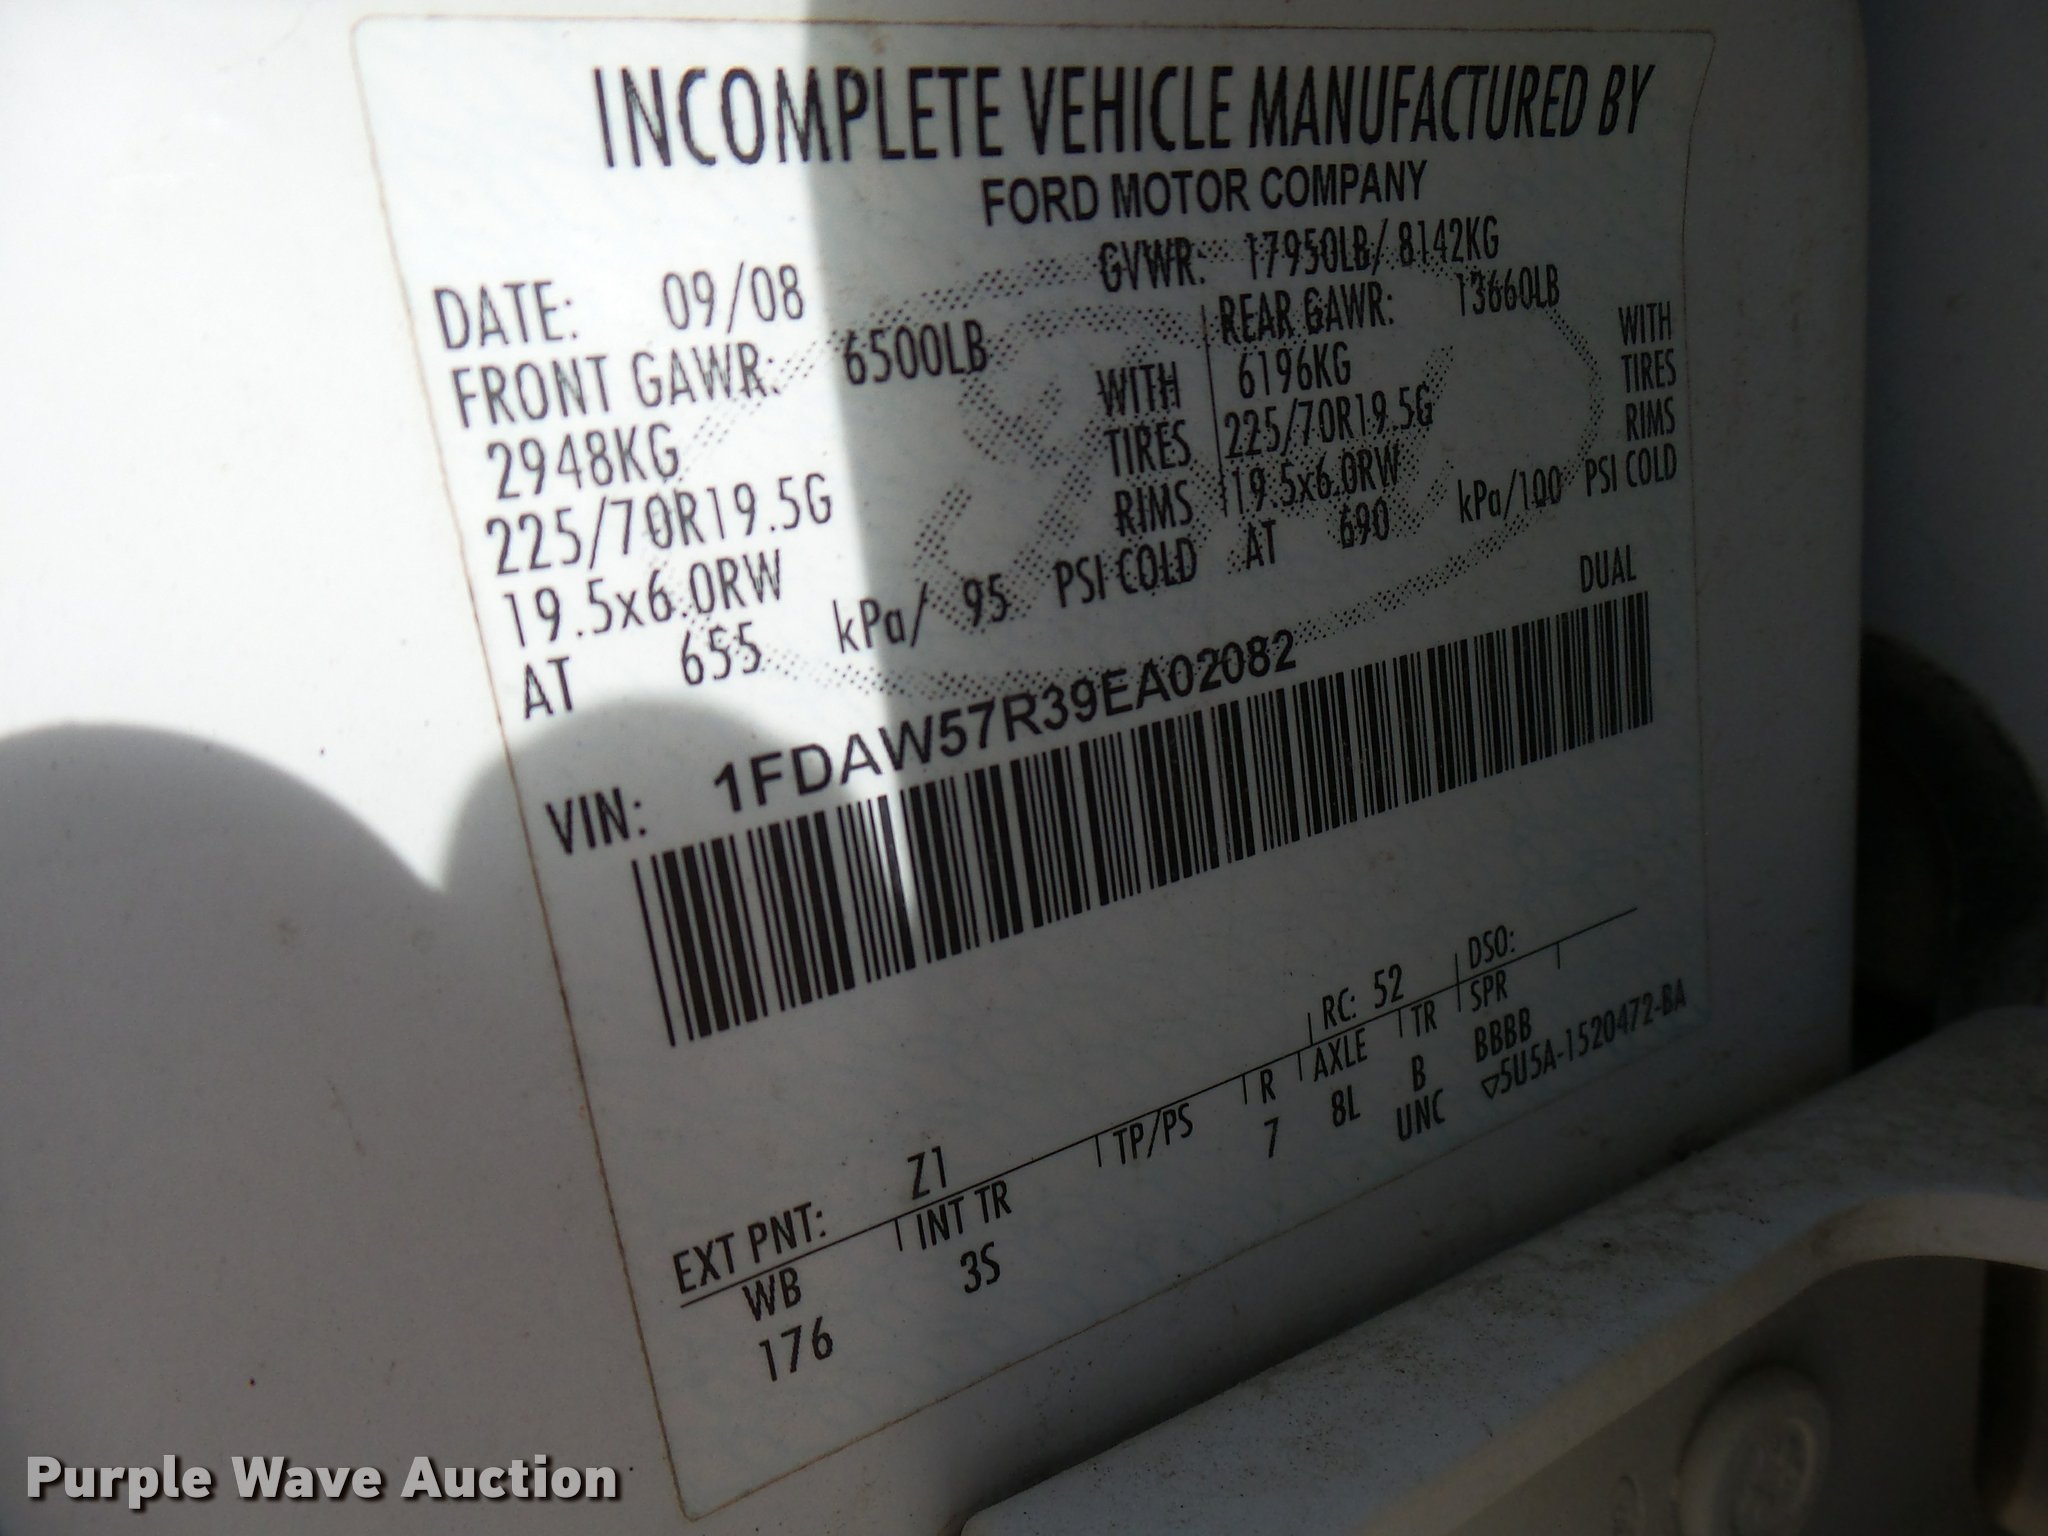 INCOMPLETE VEHICLE MANUFACTURED BY
FORD MOTOR COMPANY
DATE: 09/08 GVWR: 17950LB/ 8142KG
FRONT GAWR: 6500LB REAR GAWR: 13660LB
2948KG WITH 6196KG WITH
225/70R19.5G TIRES 225/70R19.5G TIRES
19.5x6.0RW RIMS 19.5x6.0RW RIMS
AT 655 kPa/ 95 PSI COLD AT 690 kPa/100 PSI COLD
DUAL
VIN: 1FDAW57R39EA02082
EXT PNT: Z1 RC: 52 DSO:
WB INT TR TP/PS R AXLE TR SPR
176 3S 7 8L B BBBB
UNC ▽5U5A-1520472-BA
Purple Wave Auction